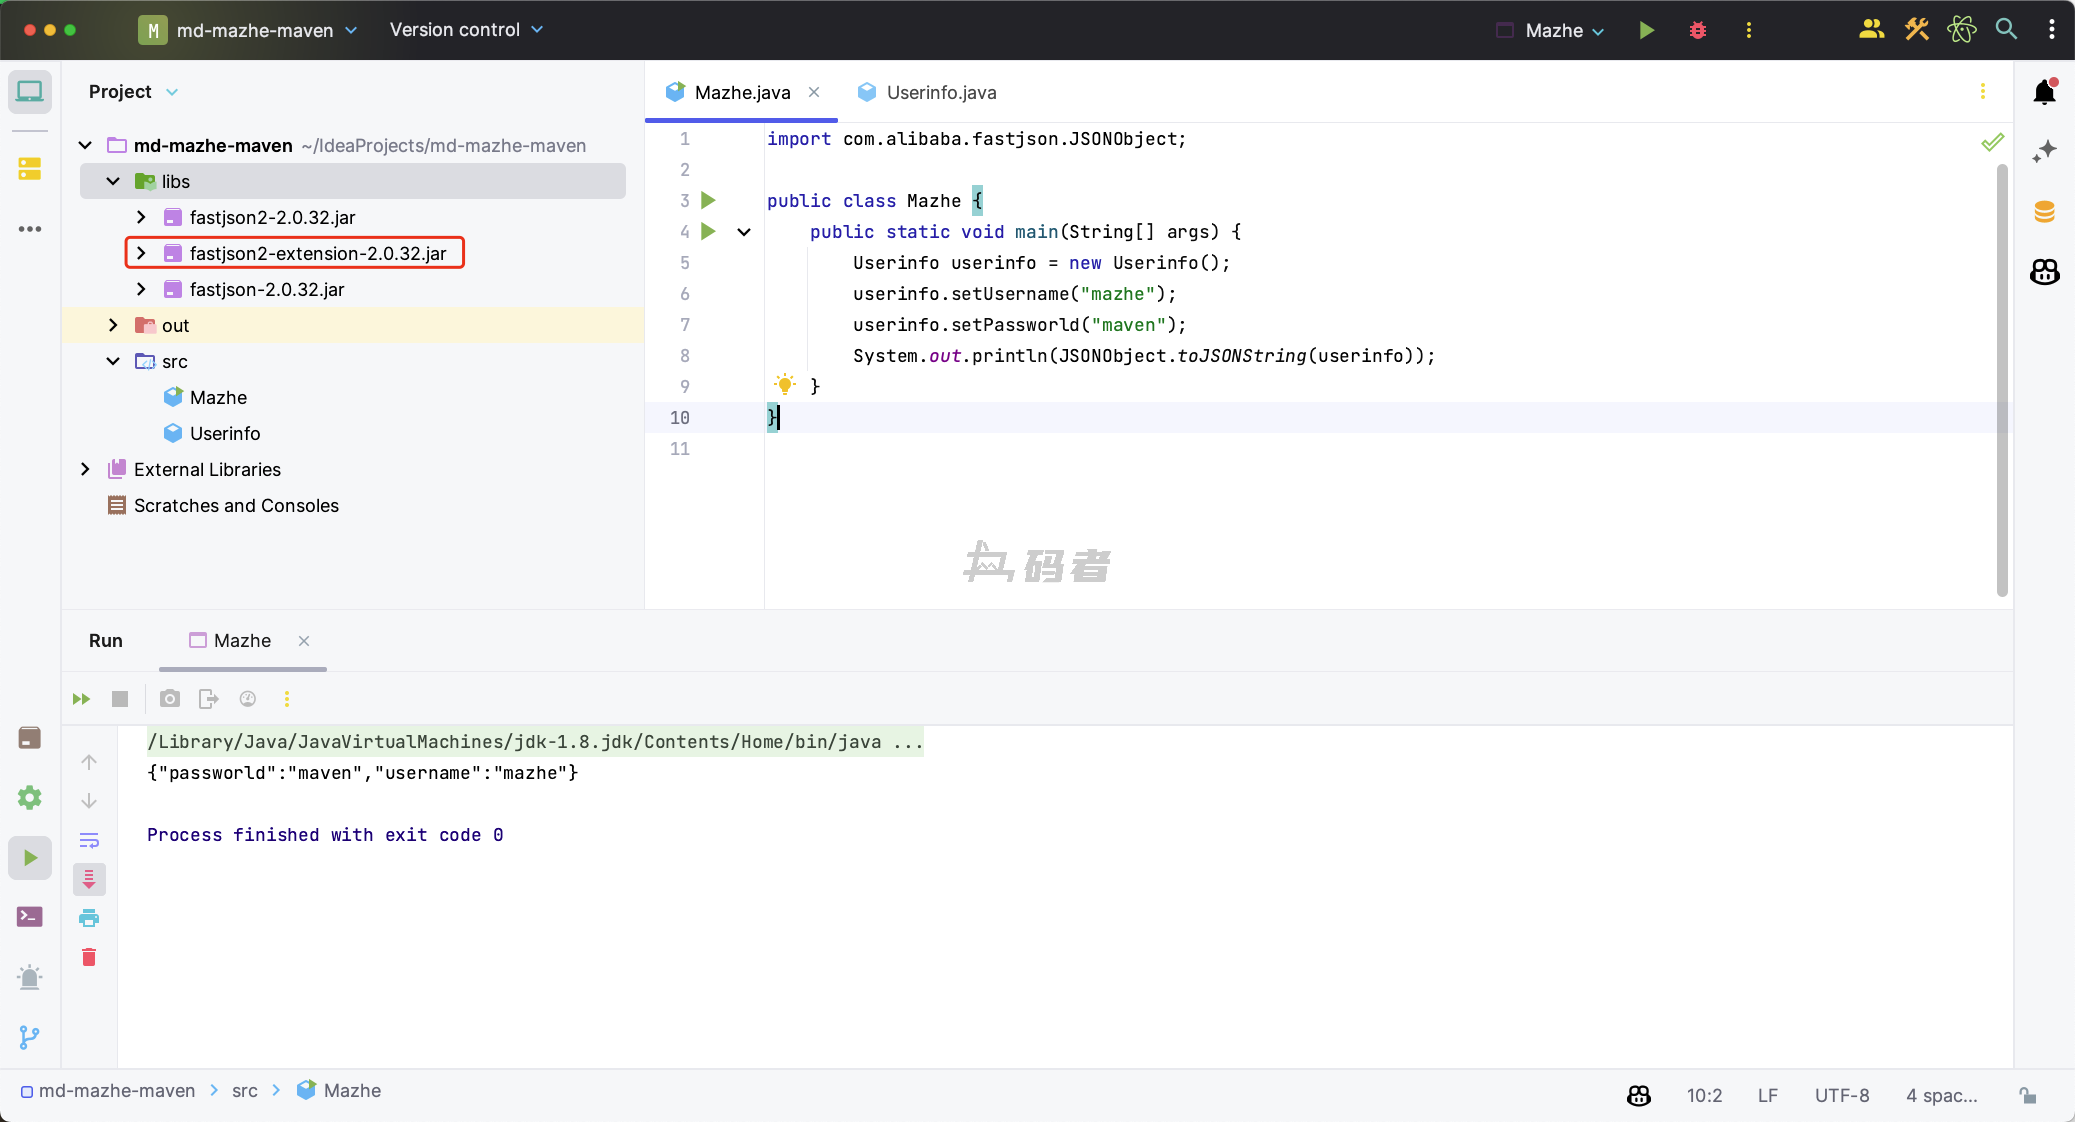 M md-mazhe-maven Version control Mazhe
Project
md-mazhe-maven ~/IdeaProjects/md-mazhe-maven
libs
fastjson2-2.0.32.jar
fastjson2-extension-2.0.32.jar
fastjson-2.0.32.jar
out
src
Mazhe
Userinfo
External Libraries
Scratches and Consoles
Mazhe.java Userinfo.java
1 import com.alibaba.fastjson.JSONObject;
2
3 public class Mazhe {
4 public static void main(String[] args) {
5 Userinfo userinfo = new Userinfo();
6 userinfo.setUsername("mazhe");
7 userinfo.setPassworld("maven");
8 System.out.println(JSONObject.toJSONString(userinfo));
9 }
10 }
11
码者
Run Mazhe
/Library/Java/JavaVirtualMachines/jdk-1.8.jdk/Contents/Home/bin/java ...
{"passworld":"maven","username":"mazhe"}
Process finished with exit code 0
md-mazhe-maven src Mazhe 10:2 LF UTF-8 4 spac...